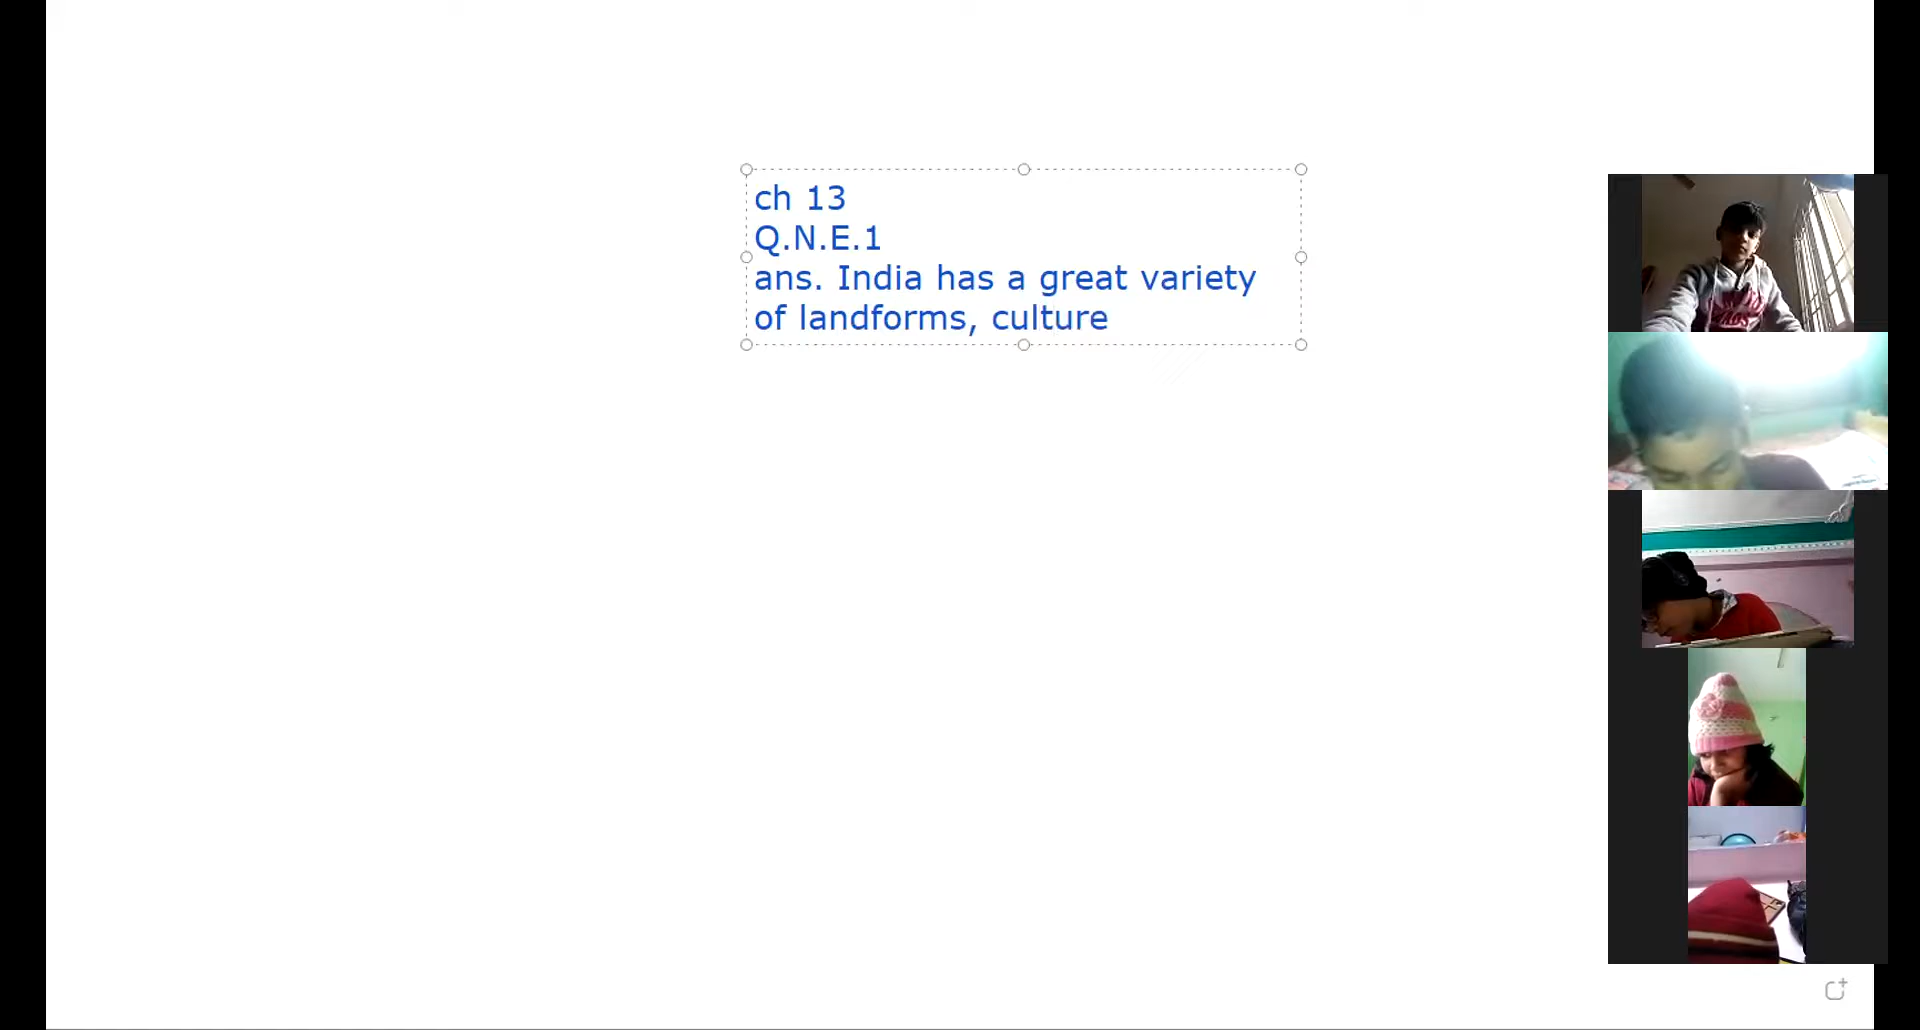 ch 13
Q.N.E.1
ans. India has a great variety
of landforms, culture